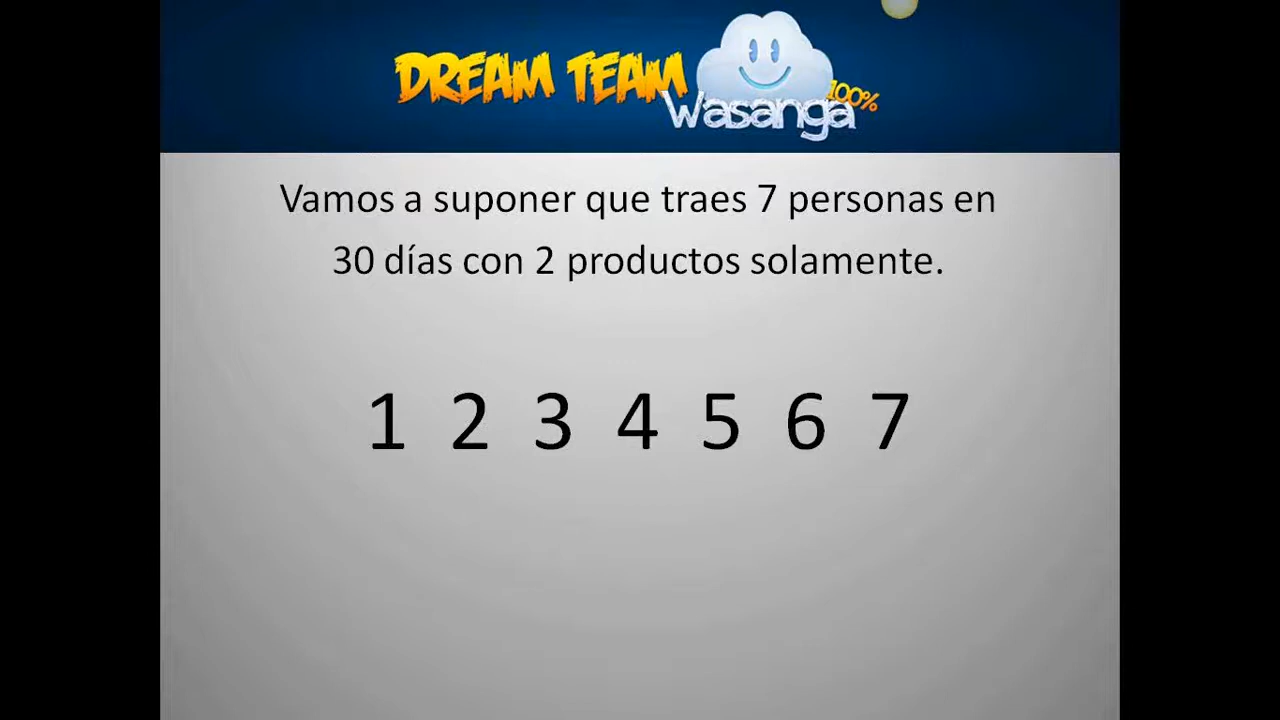 DREAM TEAM
Wasanga 100%
Vamos a suponer que traes 7 personas en
30 días con 2 productos solamente.
1 2 3 4 5 6 7